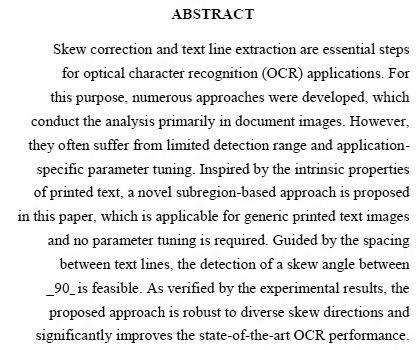 ABSTRACT
Skew correction and text line extraction are essential steps
for optical character recognition (OCR) applications. For
this purpose, numerous approaches were developed, which
conduct the analysis primarily in document images. However,
they often suffer from limited detection range and application-
specific parameter tuning. Inspired by the intrinsic properties
of printed text, a novel subregion-based approach is proposed
in this paper, which is applicable for generic printed text images
and no parameter tuning is required. Guided by the spacing
between text lines, the detection of a skew angle between
_90_ is feasible. As verified by the experimental results, the
proposed approach is robust to diverse skew directions and
significantly improves the state-of-the-art OCR performance.